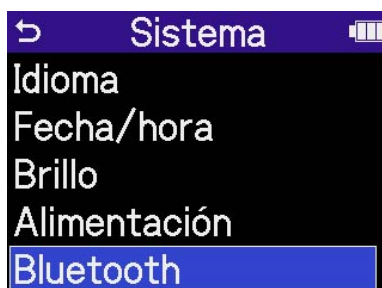 Sistema
Idioma
Fecha/hora
Brillo
Alimentación
Bluetooth